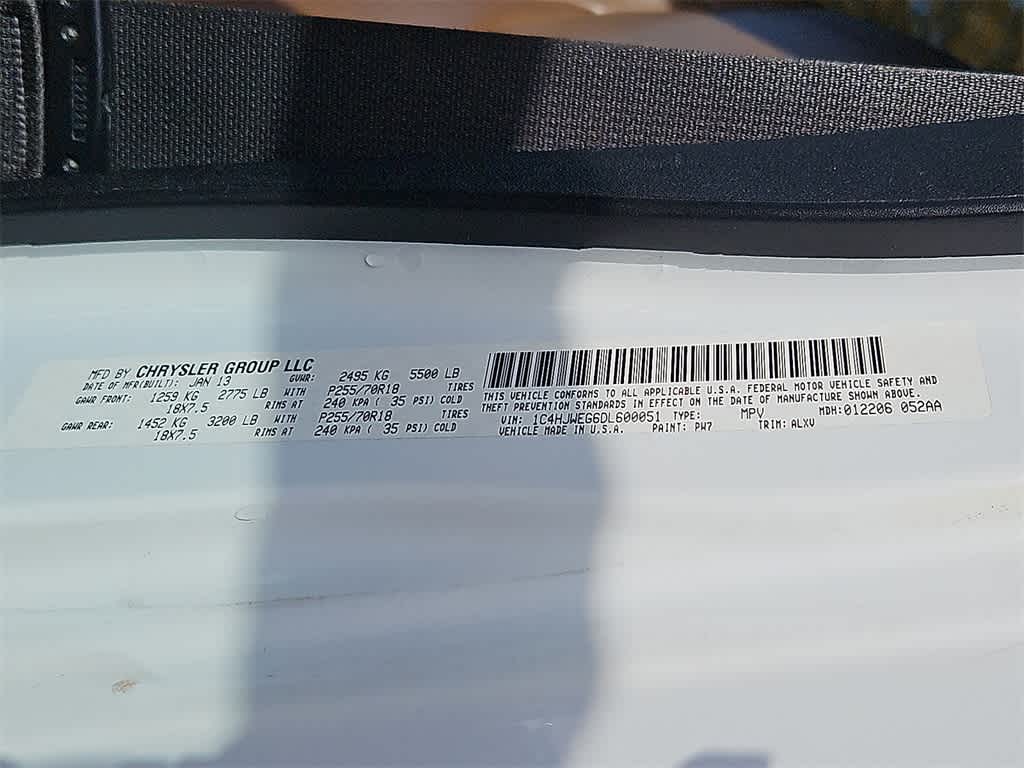 MFD BY CHRYSLER GROUP LLC
DATE OF MFR(BUILT): JAN 13 GVWR: 2495 KG 5500 LB
GAWR FRONT: 1259 KG 2775 LB WITH P255/70R18 TIRES
18X7.5 RIMS AT 240 KPA ( 35 PSI) COLD
GAWR REAR: 1452 KG 3200 LB WITH P255/70R18 TIRES
18X7.5 RIMS AT 240 KPA ( 35 PSI) COLD
THIS VEHICLE CONFORMS TO ALL APPLICABLE U.S.A. FEDERAL MOTOR VEHICLE SAFETY AND
THEFT PREVENTION STANDARDS IN EFFECT ON THE DATE OF MANUFACTURE SHOWN ABOVE.
VIN: 1C4HJWEG6DL600051 TYPE: MPV MDH: 012206 052AA
VEHICLE MADE IN U.S.A. PAINT: PW7 TRIM: ALXV